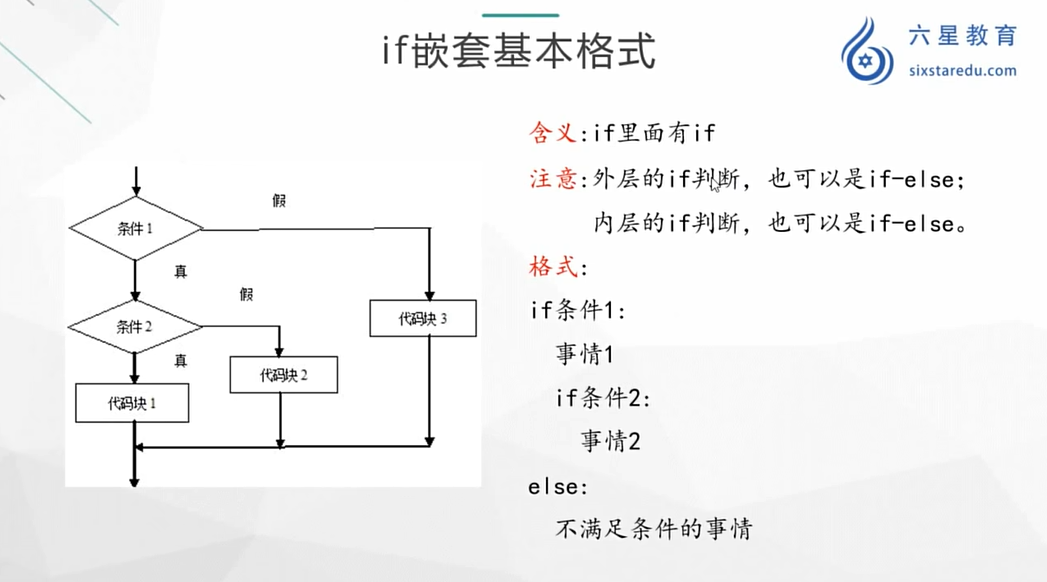 if嵌套基本格式
六星教育
sixstaredu.com
含义:if里面有if
注意:外层的if判断，也可以是if-else;
内层的if判断，也可以是if-else。
格式:
if条件1:
事情1
if条件2:
事情2
else:
不满足条件的事情
假
条件1
真
假
代码块3
条件2
真
代码块2
代码块1